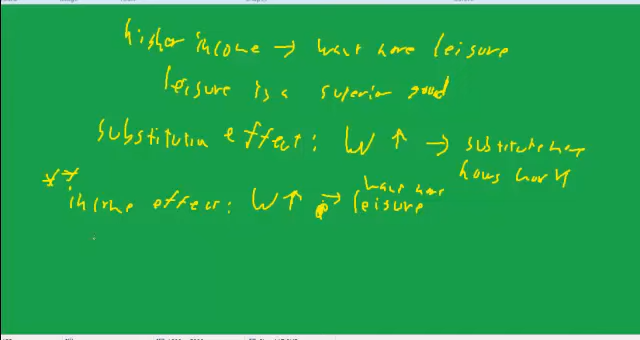 higher income → want more leisure
leisure is a superior good
substitution effect: W ↑ → substitute more
hours work
** income effect: W ↑ → want more
leisure